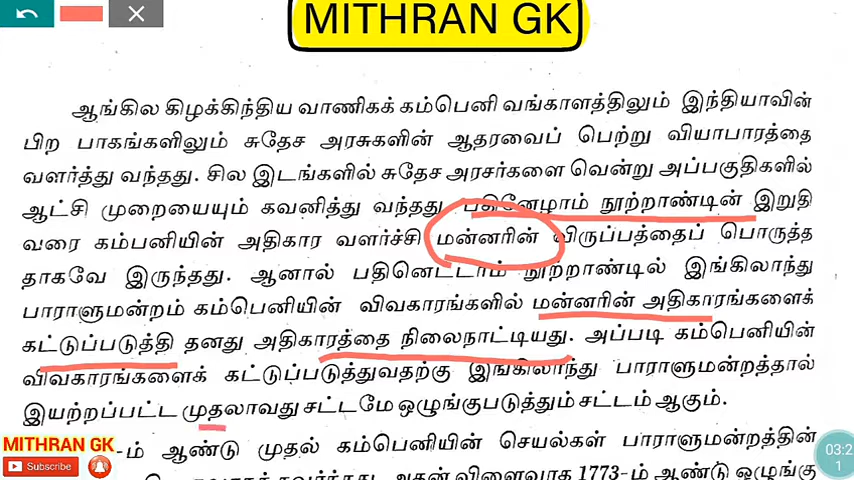 MITHRAN GK
ஆங்கில கிழக்கிந்திய வாணிகக் கம்பெனி வங்காளத்திலும் இந்தியாவின்
பிற பாகங்களிலும் சுதேச அரசுகளின் ஆதரவைப் பெற்று வியாபாரத்தை
வளர்த்து வந்தது. சில இடங்களில் சுதேச அரசர்களை வென்று அப்பகுதிகளில்
ஆட்சி முறையையும் கவனித்து வந்தது. பதினேழாம் நூற்றாண்டின் இறுதி
வரை கம்பனியின் அதிகார வளர்ச்சி மன்னரின் விருப்பத்தைப் பொருத்த
தாகவே இருந்தது. ஆனால் பதினெட்டாம் நூற்றாண்டில் இங்கிலாந்து
பாராளுமன்றம் கம்பெனியின் விவகாரங்களில் மன்னரின் அதிகாரங்களைக்
கட்டுப்படுத்தி தனது அதிகாரத்தை நிலைநாட்டியது. அப்படி கம்பெனியின்
விவகாரங்களைக் கட்டுப்படுத்துவதற்கு இங்கிலாந்து பாராளுமன்றத்தால்
இயற்றப்பட்ட முதலாவது சட்டமே ஒழுங்குபடுத்தும் சட்டம் ஆகும்.
MITHRAN GK
-ம் ஆண்டு முதல் கம்பெனியின் செயல்கள் பாராளுமன்றத்தின்
Subscribe
அதன் விளைவாக 1773-ம் ஆண்டு ஒழுங்கு
03:2
1